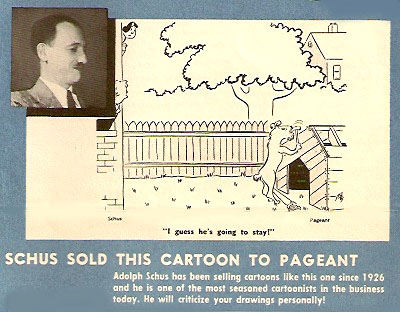 Schus
Pageant
"I guess he's going to stay!"
SCHUS SOLD THIS CARTOON TO PAGEANT
Adolph Schus has been selling cartoons like this one since 1926
and he is one of the most seasoned cartoonists in the business
today. He will criticize your drawings personally!